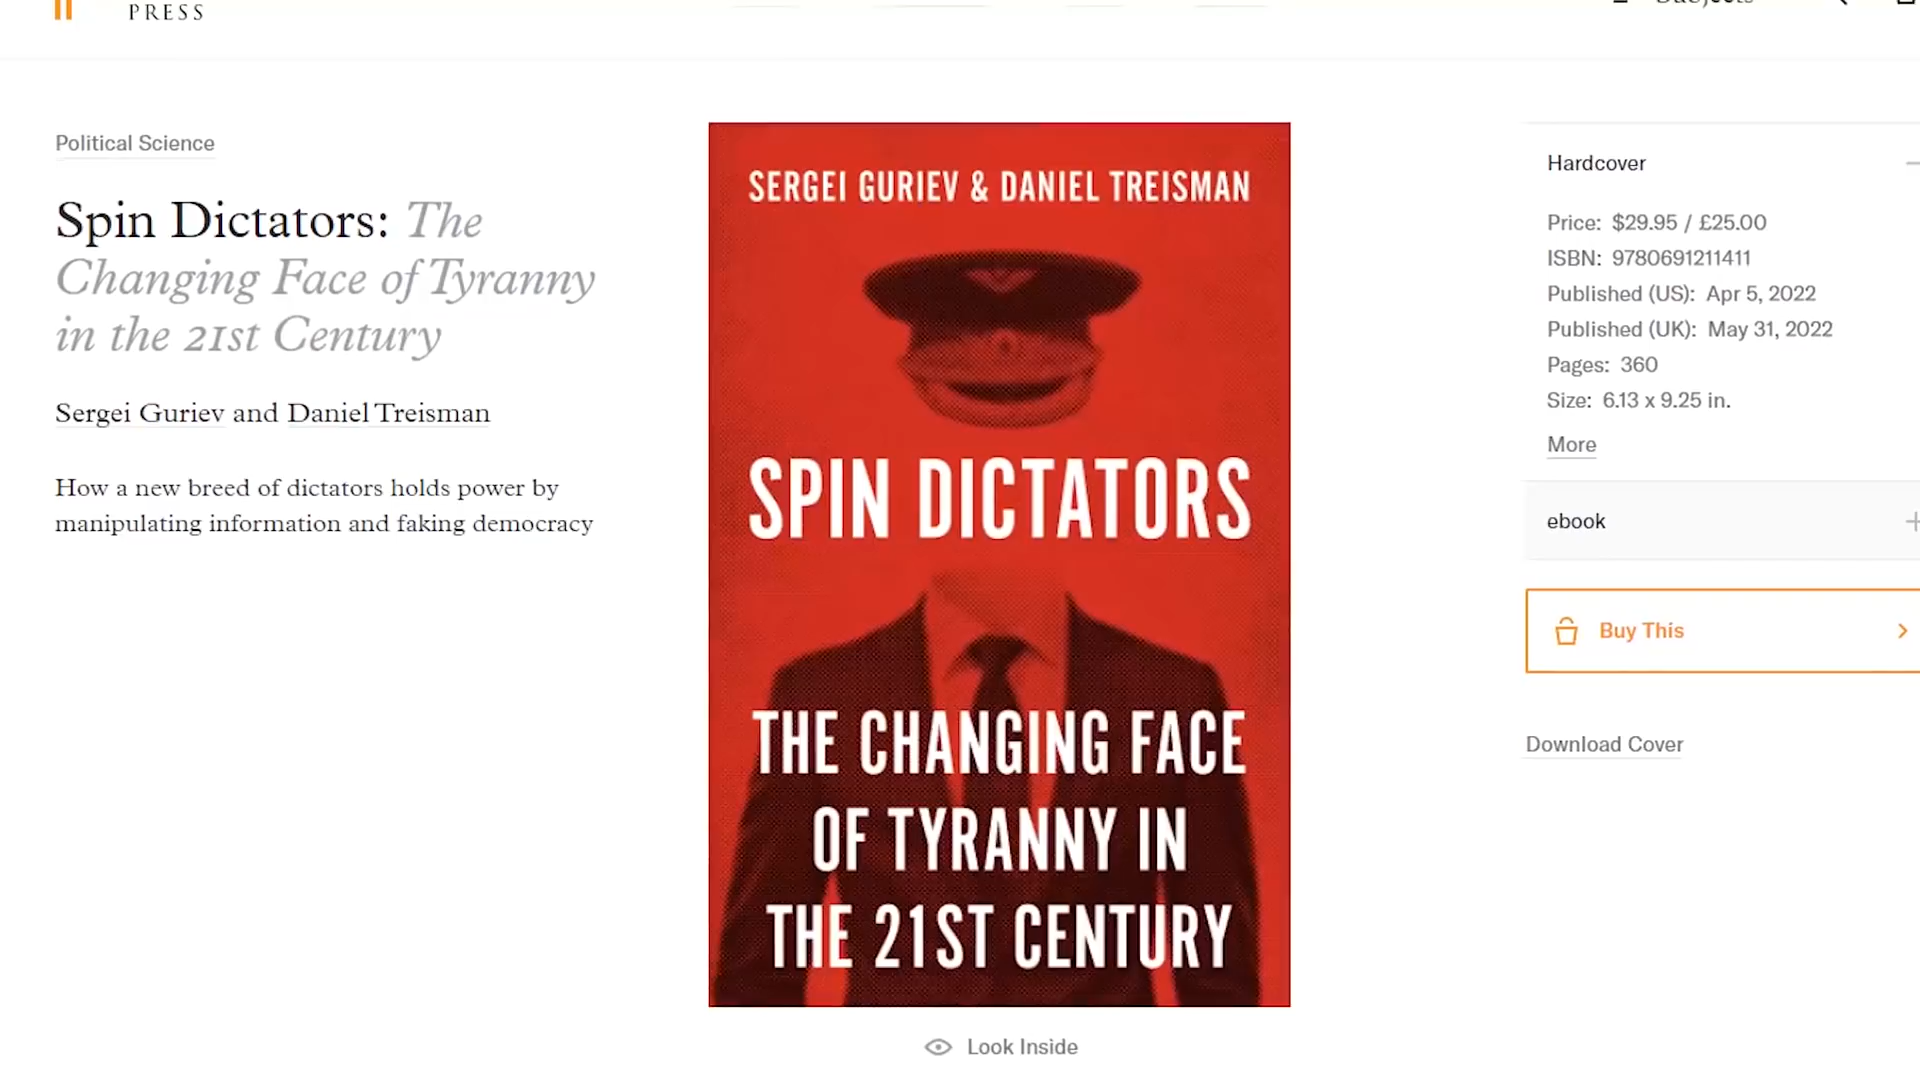 PRESS
Subjects
Political Science
Spin Dictators: The
Changing Face of Tyranny
in the 21st Century
Sergei Guriev and Daniel Treisman
How a new breed of dictators holds power by
manipulating information and faking democracy
SERGEI GURIEV & DANIEL TREISMAN
SPIN DICTATORS
THE CHANGING FACE
OF TYRANNY IN
THE 21ST CENTURY
Look Inside
Hardcover
Price: $29.95 / £25.00
ISBN: 9780691211411
Published (US): Apr 5, 2022
Published (UK): May 31, 2022
Pages: 360
Size: 6.13 x 9.25 in.
More
ebook
Buy This
Download Cover